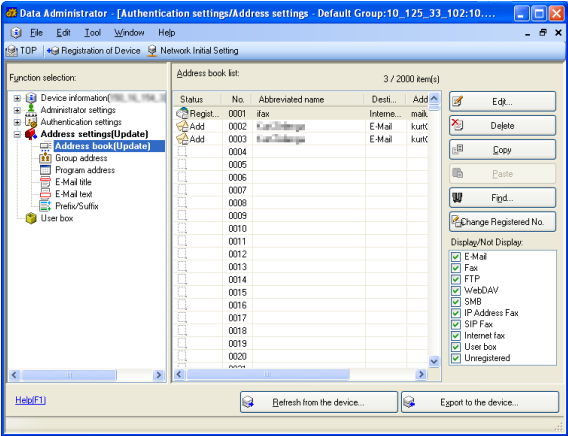 Data Administrator - [Authentication settings/Address settings - Default Group:10_125_33_102:10....
File Edit Tool Window Help
TOP Registration of Device Network Initial Setting
Function selection:
Device information(
Administrator settings
Authentication settings
Address settings(Update)
Address book(Update)
Group address
Program address
E-Mail title
E-Mail text
Prefix/Suffix
User box
Address book list:
3 / 2000 item(s)
Status No. Abbreviated name Desti... Add
Regist... 0001 ifax Interne...
Add 0002 E-Mail
Add 0003 E-Mail
0004
0005
0006
0007
0008
0009
0010
0011
0012
0013
0014
0015
0016
0017
0018
0019
0020
Edit...
Delete
Copy
Paste
Find...
Change Registered No.
Display/Not Display:
E-Mail
Fax
FTP
WebDAV
SMB
IP Address Fax
SIP Fax
Internet fax
User box
Unregistered
Help[F1]
Refresh from the device...
Export to the device...